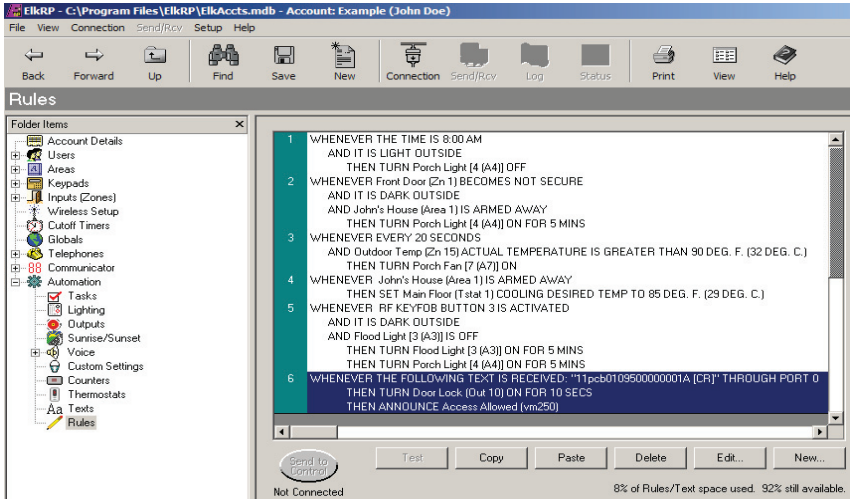 ElkRP - C:\Program Files\ElkRP\ElkAccts.mdb - Account: Example (John Doe)
File View Connection Send/Rcv Setup Help
Back Forward Up Find Save New Connection Send/Rcv Log Status Print View Help
Rules
Folder Items x
Account Details
Users
Areas
Keypads
Inputs (Zones)
Wireless Setup
Cutoff Timers
Globals
Telephones
88 Communicator
Automation
Tasks
Lighting
Outputs
Sunrise/Sunset
Voice
Custom Settings
Counters
Thermostats
Aa Texts
Rules
1 WHENEVER THE TIME IS 8:00 AM
AND IT IS LIGHT OUTSIDE
THEN TURN Porch Light [4 (A4)] OFF
2 WHENEVER Front Door (Zn 1) BECOMES NOT SECURE
AND IT IS DARK OUTSIDE
AND John's House (Area 1) IS ARMED AWAY
THEN TURN Porch Light [4 (A4)] ON FOR 5 MINS
3 WHENEVER EVERY 20 SECONDS
AND Outdoor Temp (Zn 15) ACTUAL TEMPERATURE IS GREATER THAN 90 DEG. F. (32 DEG. C.)
THEN TURN Porch Fan [7 (A7)] ON
4 WHENEVER John's House (Area 1) IS ARMED AWAY
THEN SET Main Floor (Tstat 1) COOLING DESIRED TEMP TO 85 DEG. F. (29 DEG. C.)
5 WHENEVER RF KEYFOB BUTTON 3 IS ACTIVATED
AND IT IS DARK OUTSIDE
AND Flood Light [3 (A3)] IS OFF
THEN TURN Flood Light [3 (A3)] ON FOR 5 MINS
THEN TURN Porch Light [4 (A4)] ON FOR 5 MINS
6 WHENEVER THE FOLLOWING TEXT IS RECEIVED: "11pcb0109500000001A [CR]" THROUGH PORT 0
THEN TURN Door Lock (Out 10) ON FOR 10 SECS
THEN ANNOUNCE Access Allowed (vm250)
Send to
Control
Test Copy Paste Delete Edit... New...
Not Connected
8% of Rules/Text space used. 92% still available.